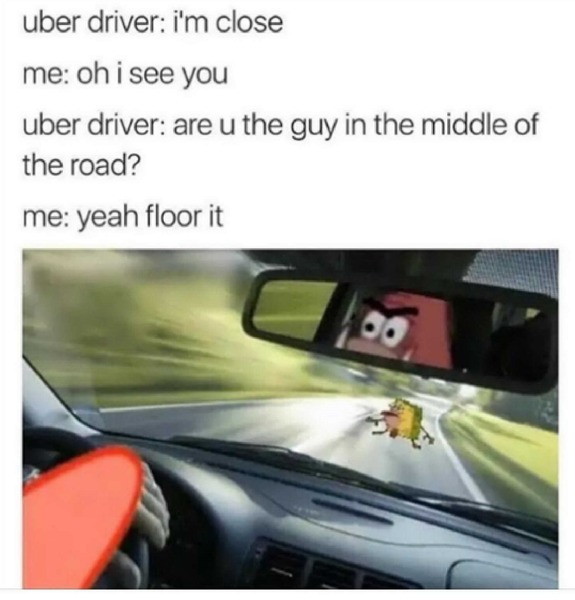 uber driver: i'm close
me: oh i see you
uber driver: are u the guy in the middle of
the road?
me: yeah floor it